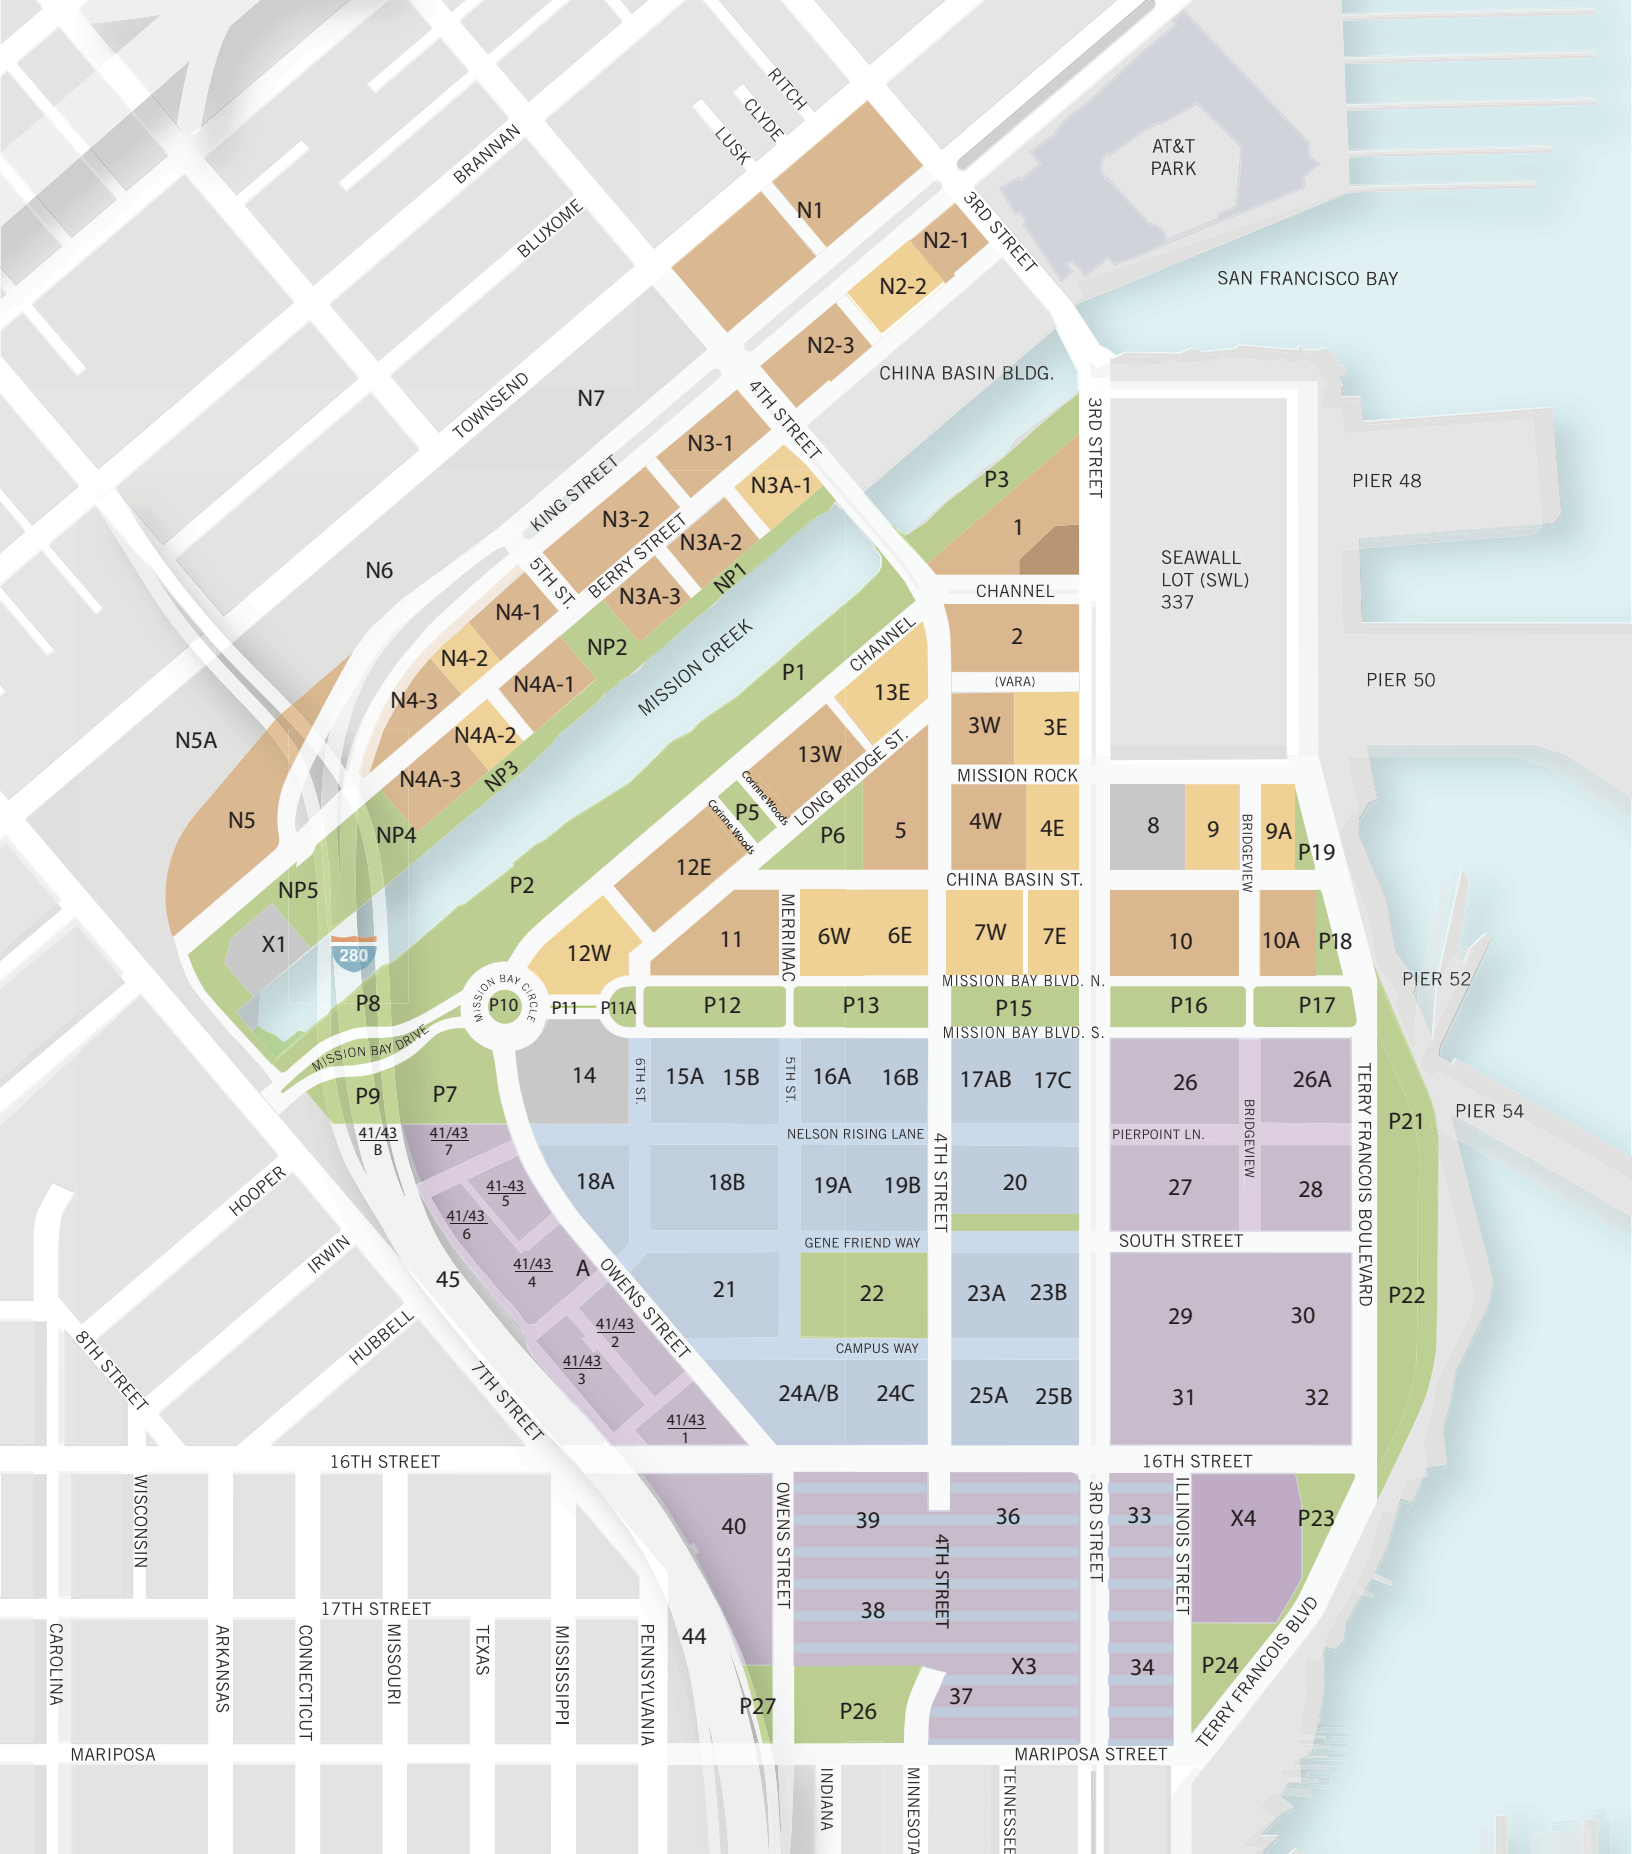 RITCH
CLYDE
LUSK
BRANNAN
BLUXOME
AT&T
PARK
N1
3RD STREET
N2-1
N2-2
SAN FRANCISCO BAY
N2-3
CHINA BASIN BLDG.
TOWNSEND
N7
4TH STREET
3RD STREET
N3-1
KING STREET
N3A-1
P3
PIER 48
N3-2
1
BERRY STREET
N3A-2
SEAWALL
LOT (SWL)
337
N6
5TH ST.
NP1
N3A-3
CHANNEL
N4-1
NP2
MISSION CREEK
CHANNEL
2
N4-2
P1
(VARA)
PIER 50
N4A-1
N4-3
13E
N5A
N4A-2
13W
3W
3E
N4A-3
NP3
LONG BRIDGE ST.
MISSION ROCK
Corinne Woods
Corinne Woods
P5
N5
NP4
P6
5
4W
4E
8
9
BRIDGEVIEW
9A
P19
12E
CHINA BASIN ST.
NP5
P2
MERRIMAC
X1
280
12W
11
6W
6E
7W
7E
10
10A
P18
MISSION BAY BLVD. N.
PIER 52
MISSION BAY CIRCLE
P8
P10
P11
P11A
P12
P13
P15
P16
P17
MISSION BAY DRIVE
MISSION BAY BLVD. S.
14
6TH ST.
15A
15B
5TH ST.
16A
16B
17AB
17C
26
26A
TERRY FRANCOIS BOULEVARD
P9
P7
P21
PIER 54
41/43
B
41/43
7
NELSON RISING LANE
4TH STREET
PIERPOINT LN.
BRIDGEVIEW
HOOPER
41-43
5
18A
18B
19A
19B
20
27
28
41/43
6
IRWIN
GENE FRIEND WAY
SOUTH STREET
45
41/43
4
A
OWENS STREET
21
22
23A
23B
P22
29
30
41/43
2
HUBBELL
8TH STREET
7TH STREET
41/43
3
CAMPUS WAY
24A/B
24C
25A
25B
31
32
41/43
1
16TH STREET
16TH STREET
WISCONSIN
OWENS STREET
3RD STREET
ILLINOIS STREET
40
39
36
33
X4
P23
4TH STREET
17TH STREET
38
CAROLINA
ARKANSAS
CONNECTICUT
MISSOURI
TEXAS
MISSISSIPPI
PENNSYLVANIA
44
X3
34
P24
TERRY FRANCOIS BLVD
P27
P26
37
MARIPOSA
MARIPOSA STREET
INDIANA
MINNESOTA
TENNESSEE